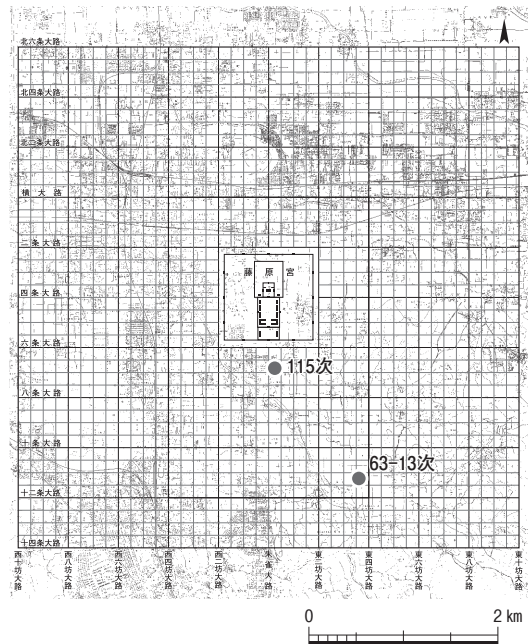 北六条大路
北四条大路
北二条大路
横大路
二条大路
藤原宮
四条大路
六条大路
115次
八条大路
十条大路
63-13次
十二条大路
十四条大路
西十坊大路
西八坊大路
西六坊大路
西四坊大路
西二坊大路
朱雀大路
東二坊大路
東四坊大路
東六坊大路
東八坊大路
東十坊大路
0 2 km